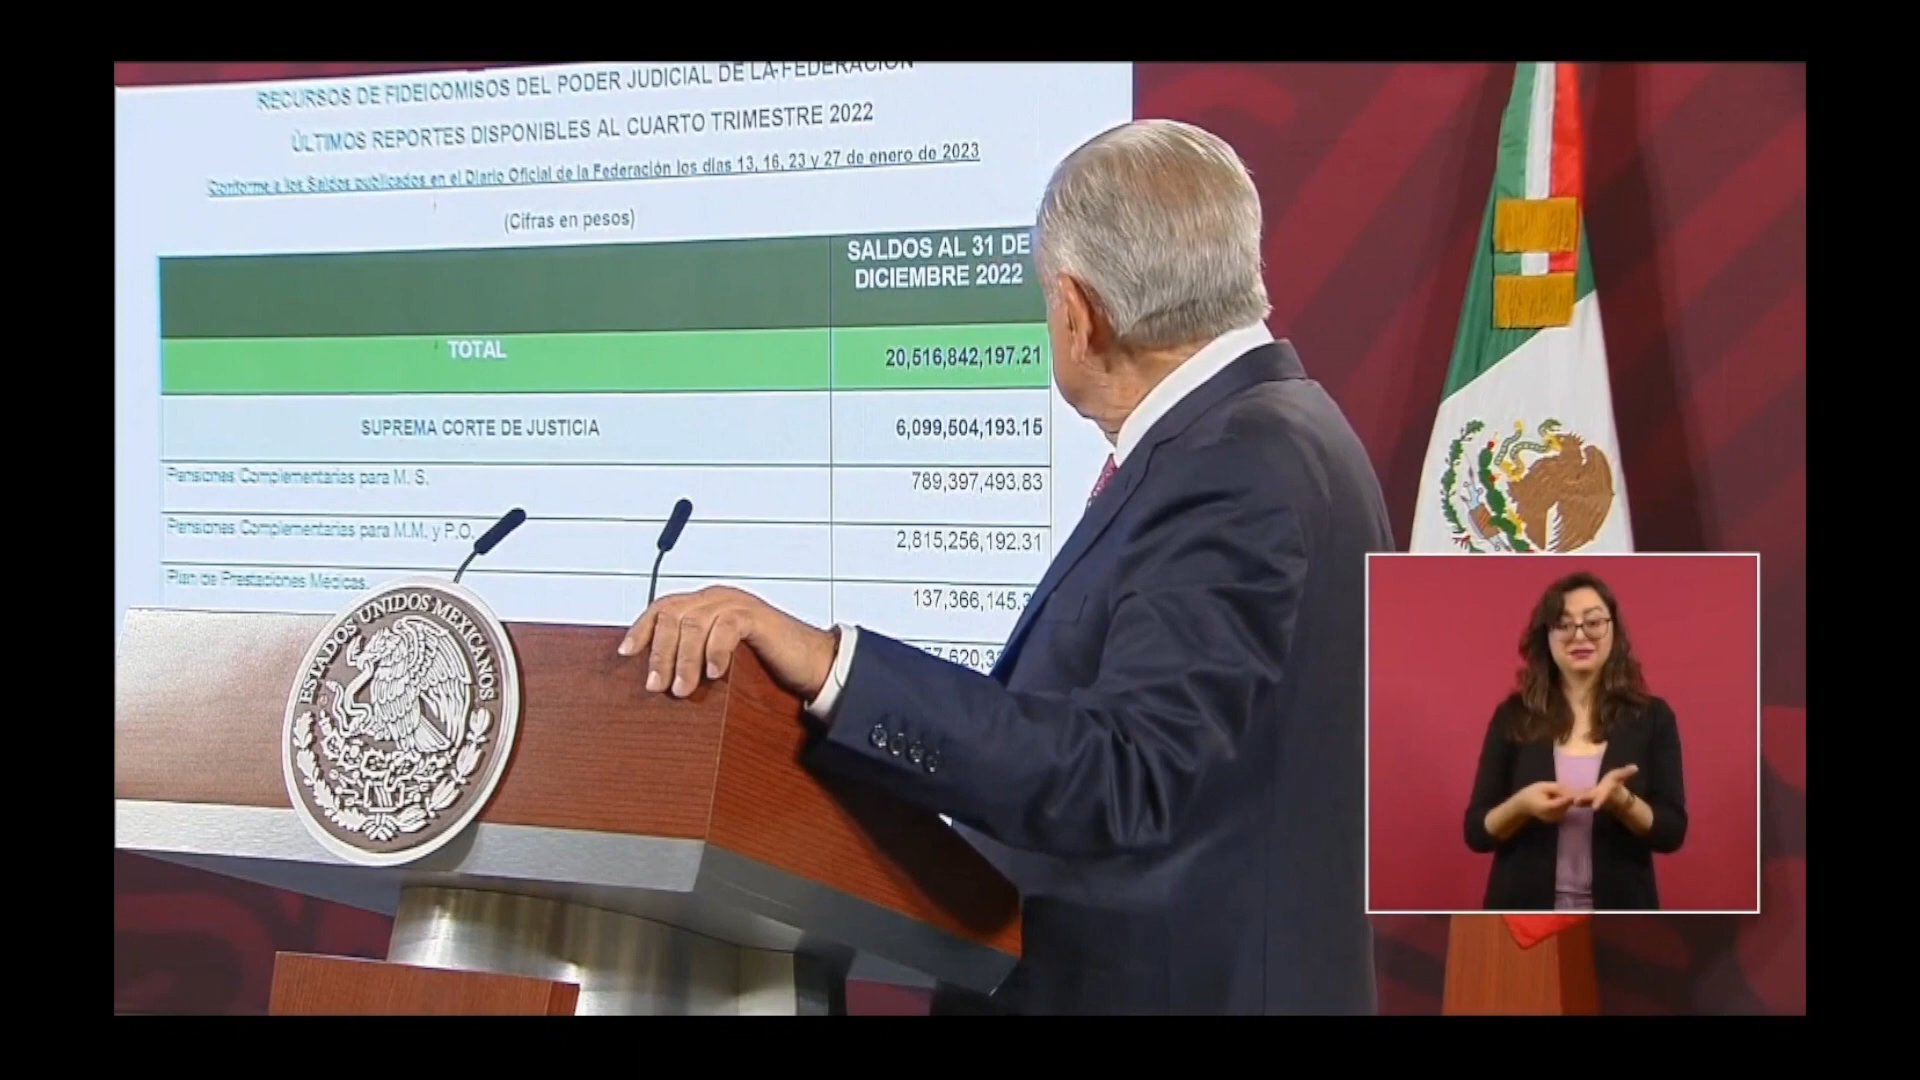 RECURSOS DE FIDEICOMISOS DEL PODER JUDICIAL DE LA FEDERACIÓN
ÚLTIMOS REPORTES DISPONIBLES AL CUARTO TRIMESTRE 2022
Conforme a los Saldos publicados en el Diario Oficial de la Federación los días 13, 16, 23 y 27 de enero de 2023
(Cifras en pesos)
SALDOS AL 31 DE
DICIEMBRE 2022
TOTAL 20,516,842,197.21
SUPREMA CORTE DE JUSTICIA 6,099,504,193.15
Pensiones Complementarias para M. S. 789,397,493.83
Pensiones Complementarias para M.M. y P.O. 2,815,256,192.31
Plan de Prestaciones Médicas. 137,366,145.
ESTADOS UNIDOS MEXICANOS